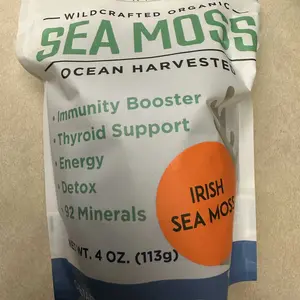 WILDCRAFTED ORGANIC
SEA MOSS
OCEAN HARVESTED
· Immunity Booster
· Thyroid Support
· Energy
· Detox
· 92 Minerals
IRISH
SEA MOSS
NET WT. 4 OZ. (113g)